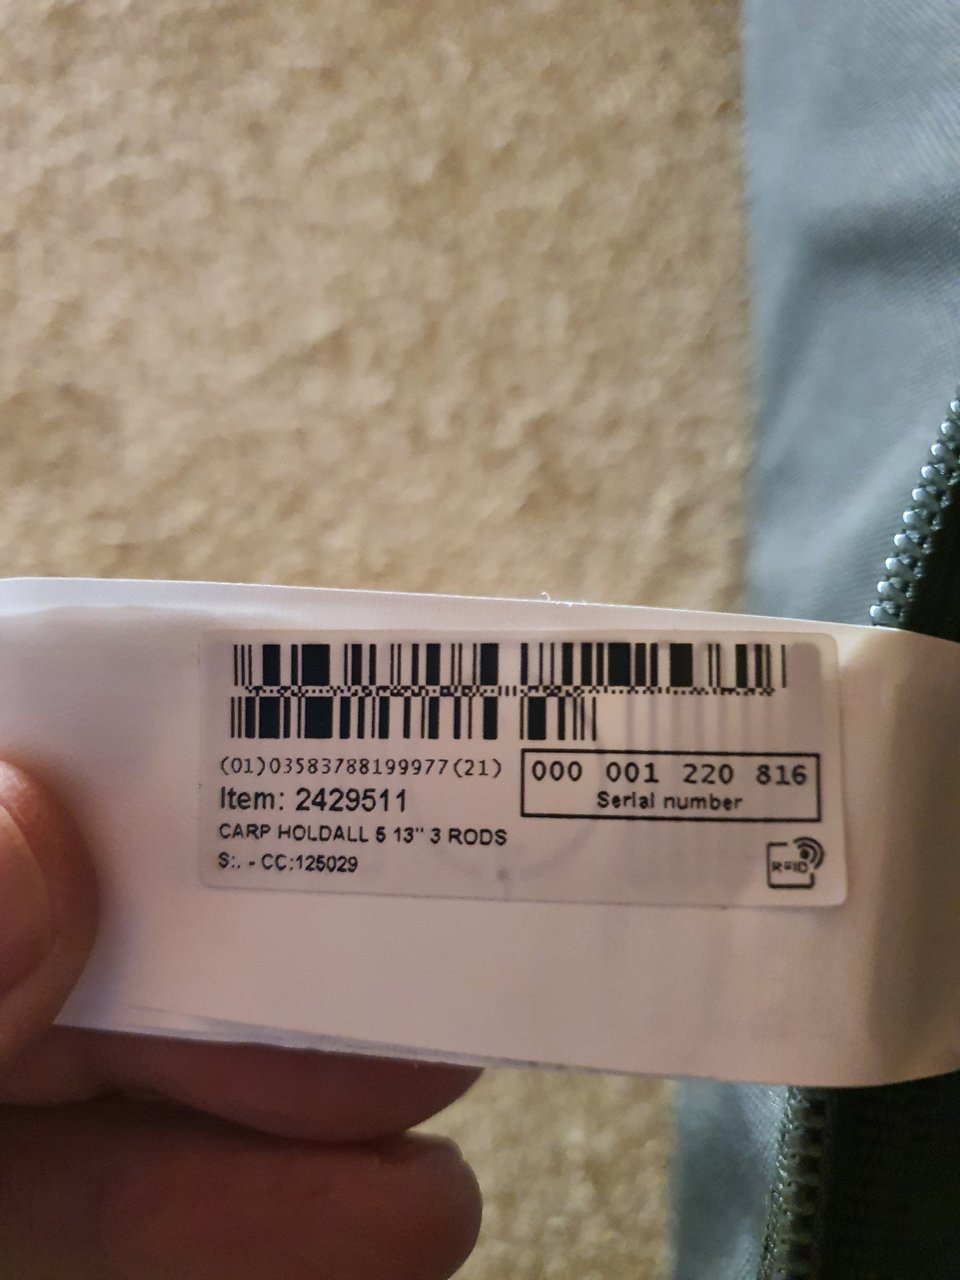 (01)03583788199977(21)
000 001 220 816
Serial number
Item: 2429511
CARP HOLDALL 5 13" 3 RODS
S:. - CC:125029
RFID